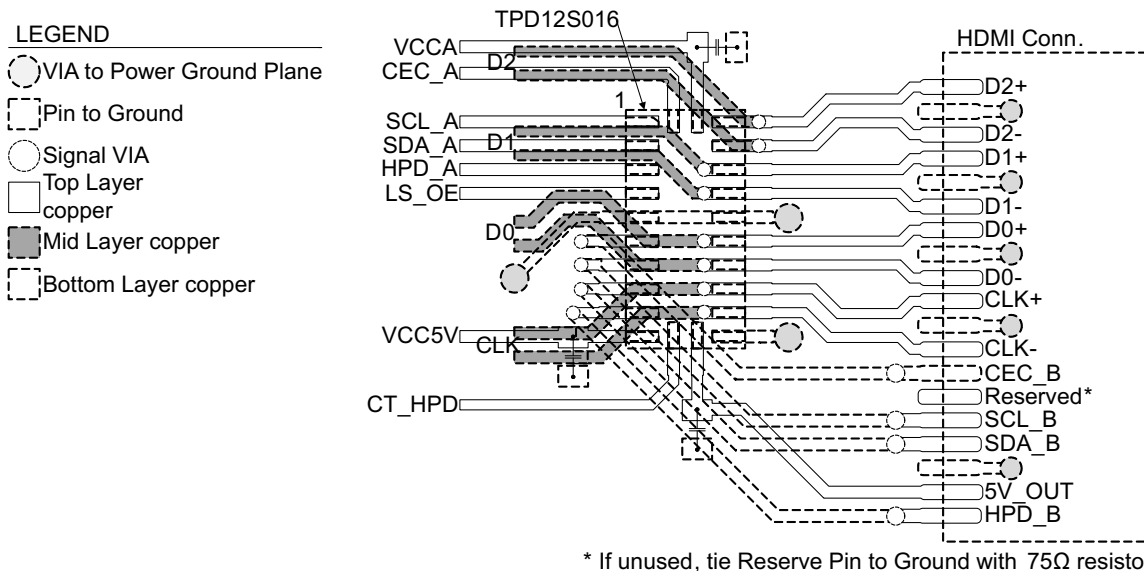 LEGEND
VIA to Power Ground Plane
Pin to Ground
Signal VIA
Top Layer
copper
Mid Layer copper
Bottom Layer copper
TPD12S016
VCCA
D2
CEC_A
1
SCL_A
SDA_A
D1
HPD_A
LS_OE
D0
VCC5V
CLK
CT_HPD
HDMI Conn.
D2+
D2-
D1+
D1-
D0+
D0-
CLK+
CLK-
CEC_B
Reserved*
SCL_B
SDA_B
5V_OUT
HPD_B
* If unused, tie Reserve Pin to Ground with 75Ω resisto